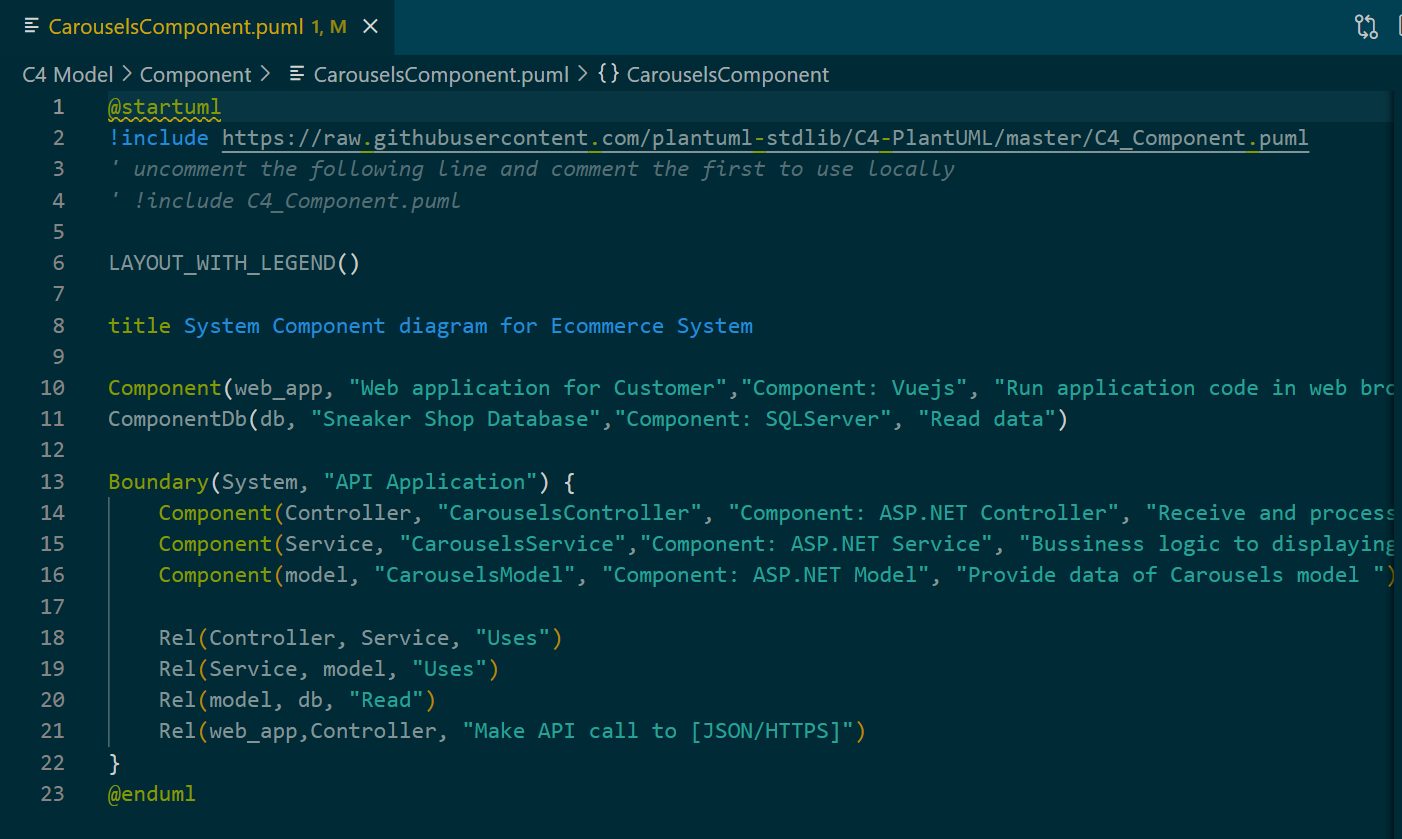 CarouselsComponent.puml 1, M
C4 Model > Component > CarouselsComponent.puml > {} CarouselsComponent
1 @startuml
2 !include https://raw.githubusercontent.com/plantuml-stdlib/C4-PlantUML/master/C4_Component.puml
3 ' uncomment the following line and comment the first to use locally
4 ' !include C4_Component.puml
5
6 LAYOUT_WITH_LEGEND()
7
8 title System Component diagram for Ecommerce System
9
10 Component(web_app, "Web application for Customer","Component: Vuejs", "Run application code in web bro
11 ComponentDb(db, "Sneaker Shop Database","Component: SQLServer", "Read data")
12
13 Boundary(System, "API Application") {
14 Component(Controller, "CarouselsController", "Component: ASP.NET Controller", "Receive and process
15 Component(Service, "CarouselsService","Component: ASP.NET Service", "Bussiness logic to displaying
16 Component(model, "CarouselsModel", "Component: ASP.NET Model", "Provide data of Carousels model ")
17
18 Rel(Controller, Service, "Uses")
19 Rel(Service, model, "Uses")
20 Rel(model, db, "Read")
21 Rel(web_app,Controller, "Make API call to [JSON/HTTPS]")
22 }
23 @enduml